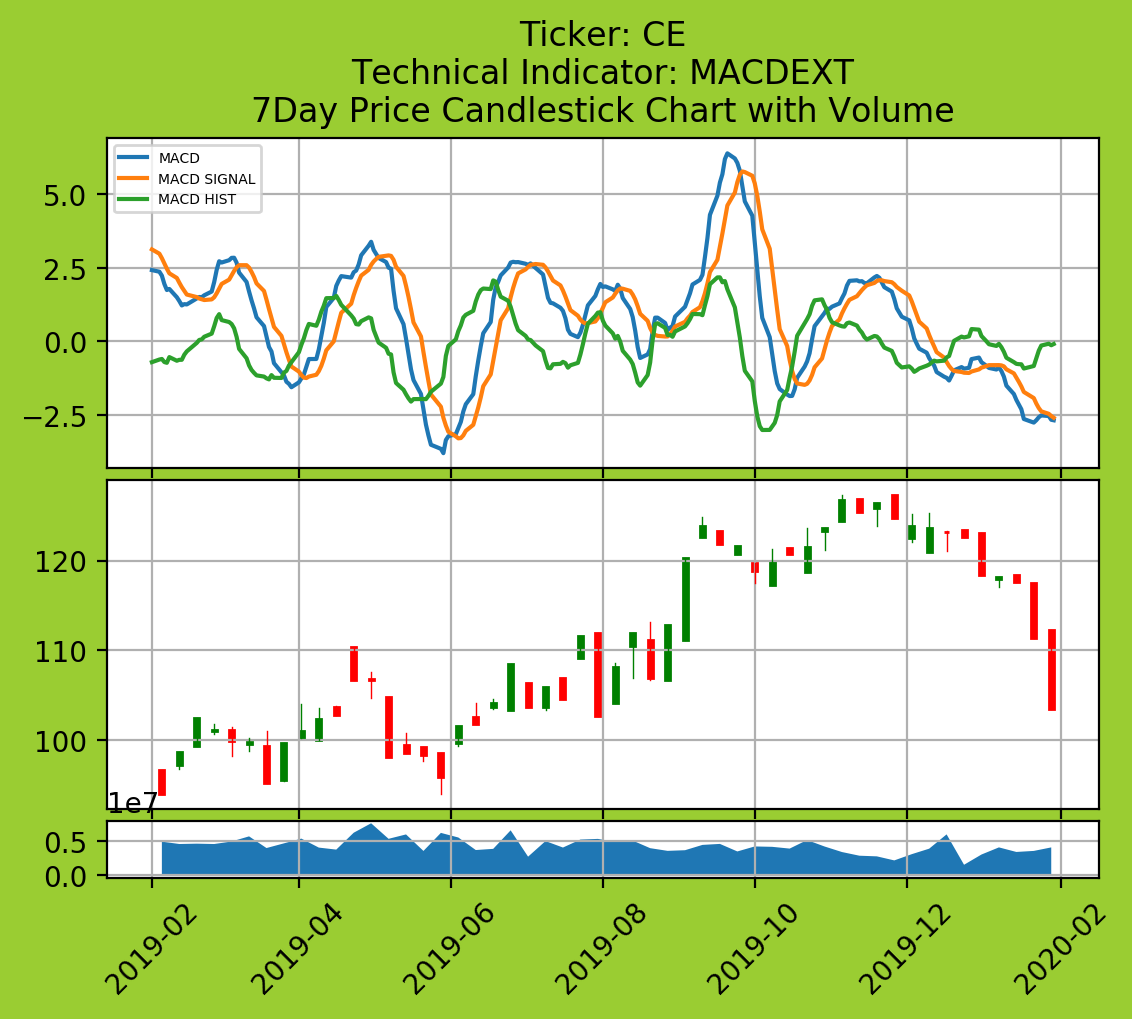 Ticker: CE
Technical Indicator: MACDEXT
7Day Price Candlestick Chart with Volume
MACD
MACD SIGNAL
MACD HIST
5.0
2.5
0.0
−2.5
120
110
100
1e7
0.5
0.0
2019-02
2019-04
2019-06
2019-08
2019-10
2019-12
2020-02